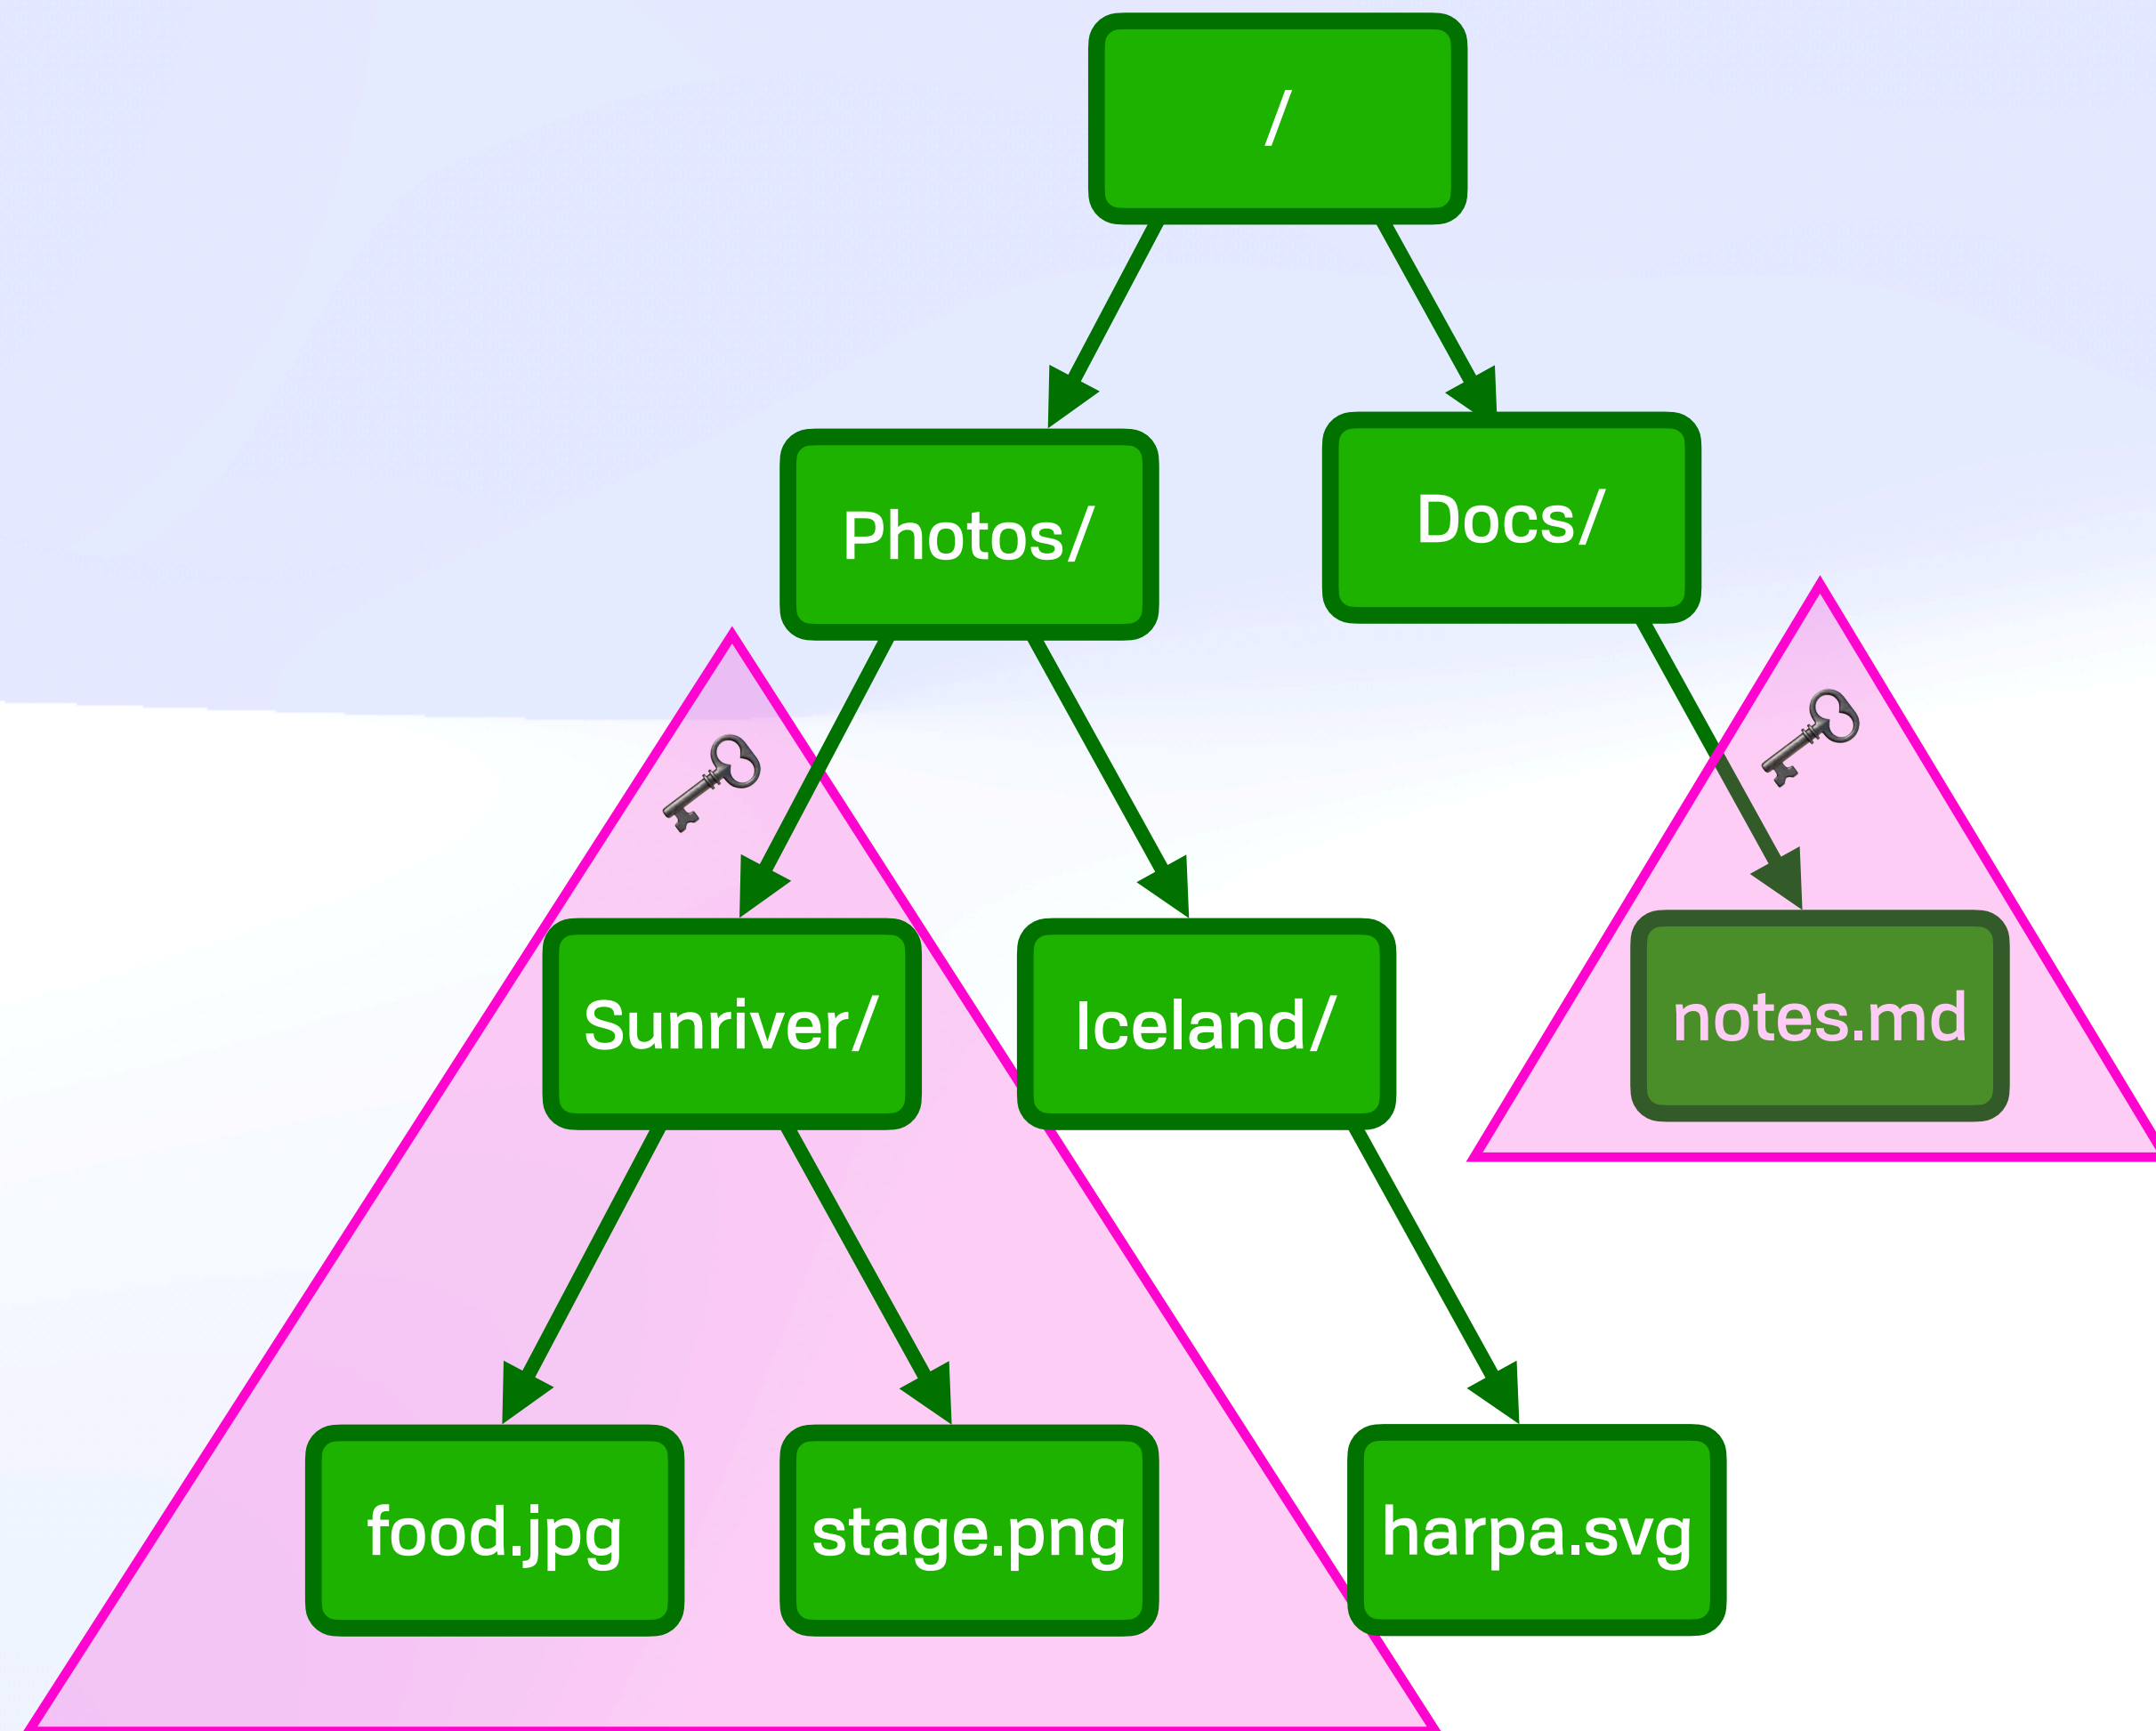 /
Photos/
Docs/
Sunriver/
Iceland/
notes.md
food.jpg
stage.png
harpa.svg